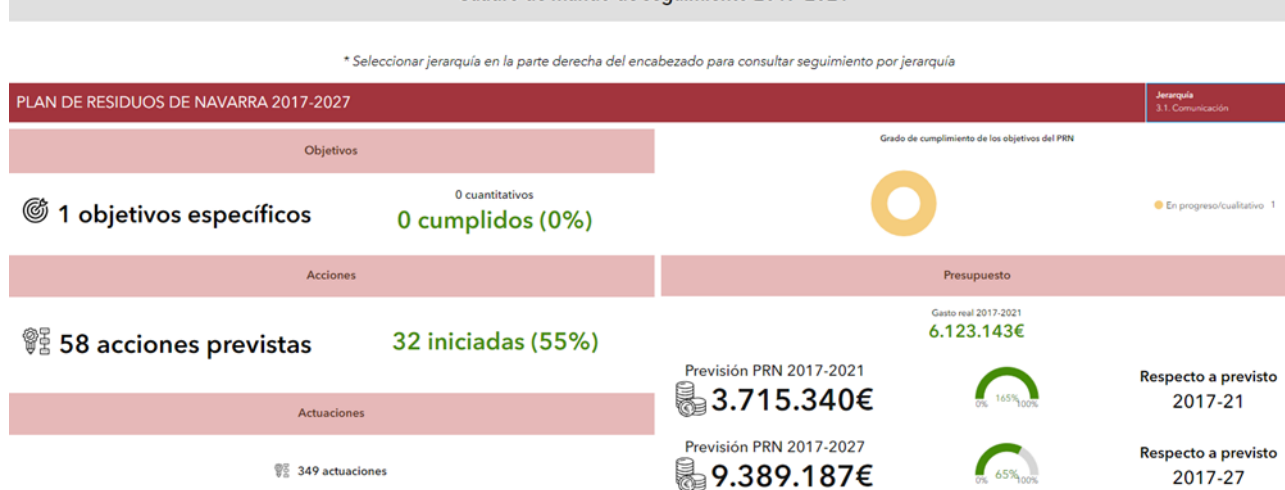 * Seleccionar jerarquía en la parte derecha del encabezado para consultar seguimiento por jerarquía
PLAN DE RESIDUOS DE NAVARRA 2017-2027
Jerarquía
3.1. Comunicación
Objetivos
1 objetivos específicos
0 cuantitativos
0 cumplidos (0%)
Grado de cumplimiento de los objetivos del PRN
En progreso/cualitativo 1
Acciones
58 acciones previstas
32 iniciadas (55%)
Actuaciones
349 actuaciones
Presupuesto
Gasto real 2017-2021
6.123.143€
Previsión PRN 2017-2021
3.715.340€
0% 165% 100%
Respecto a previsto
2017-21
Previsión PRN 2017-2027
9.389.187€
0% 65% 100%
Respecto a previsto
2017-27